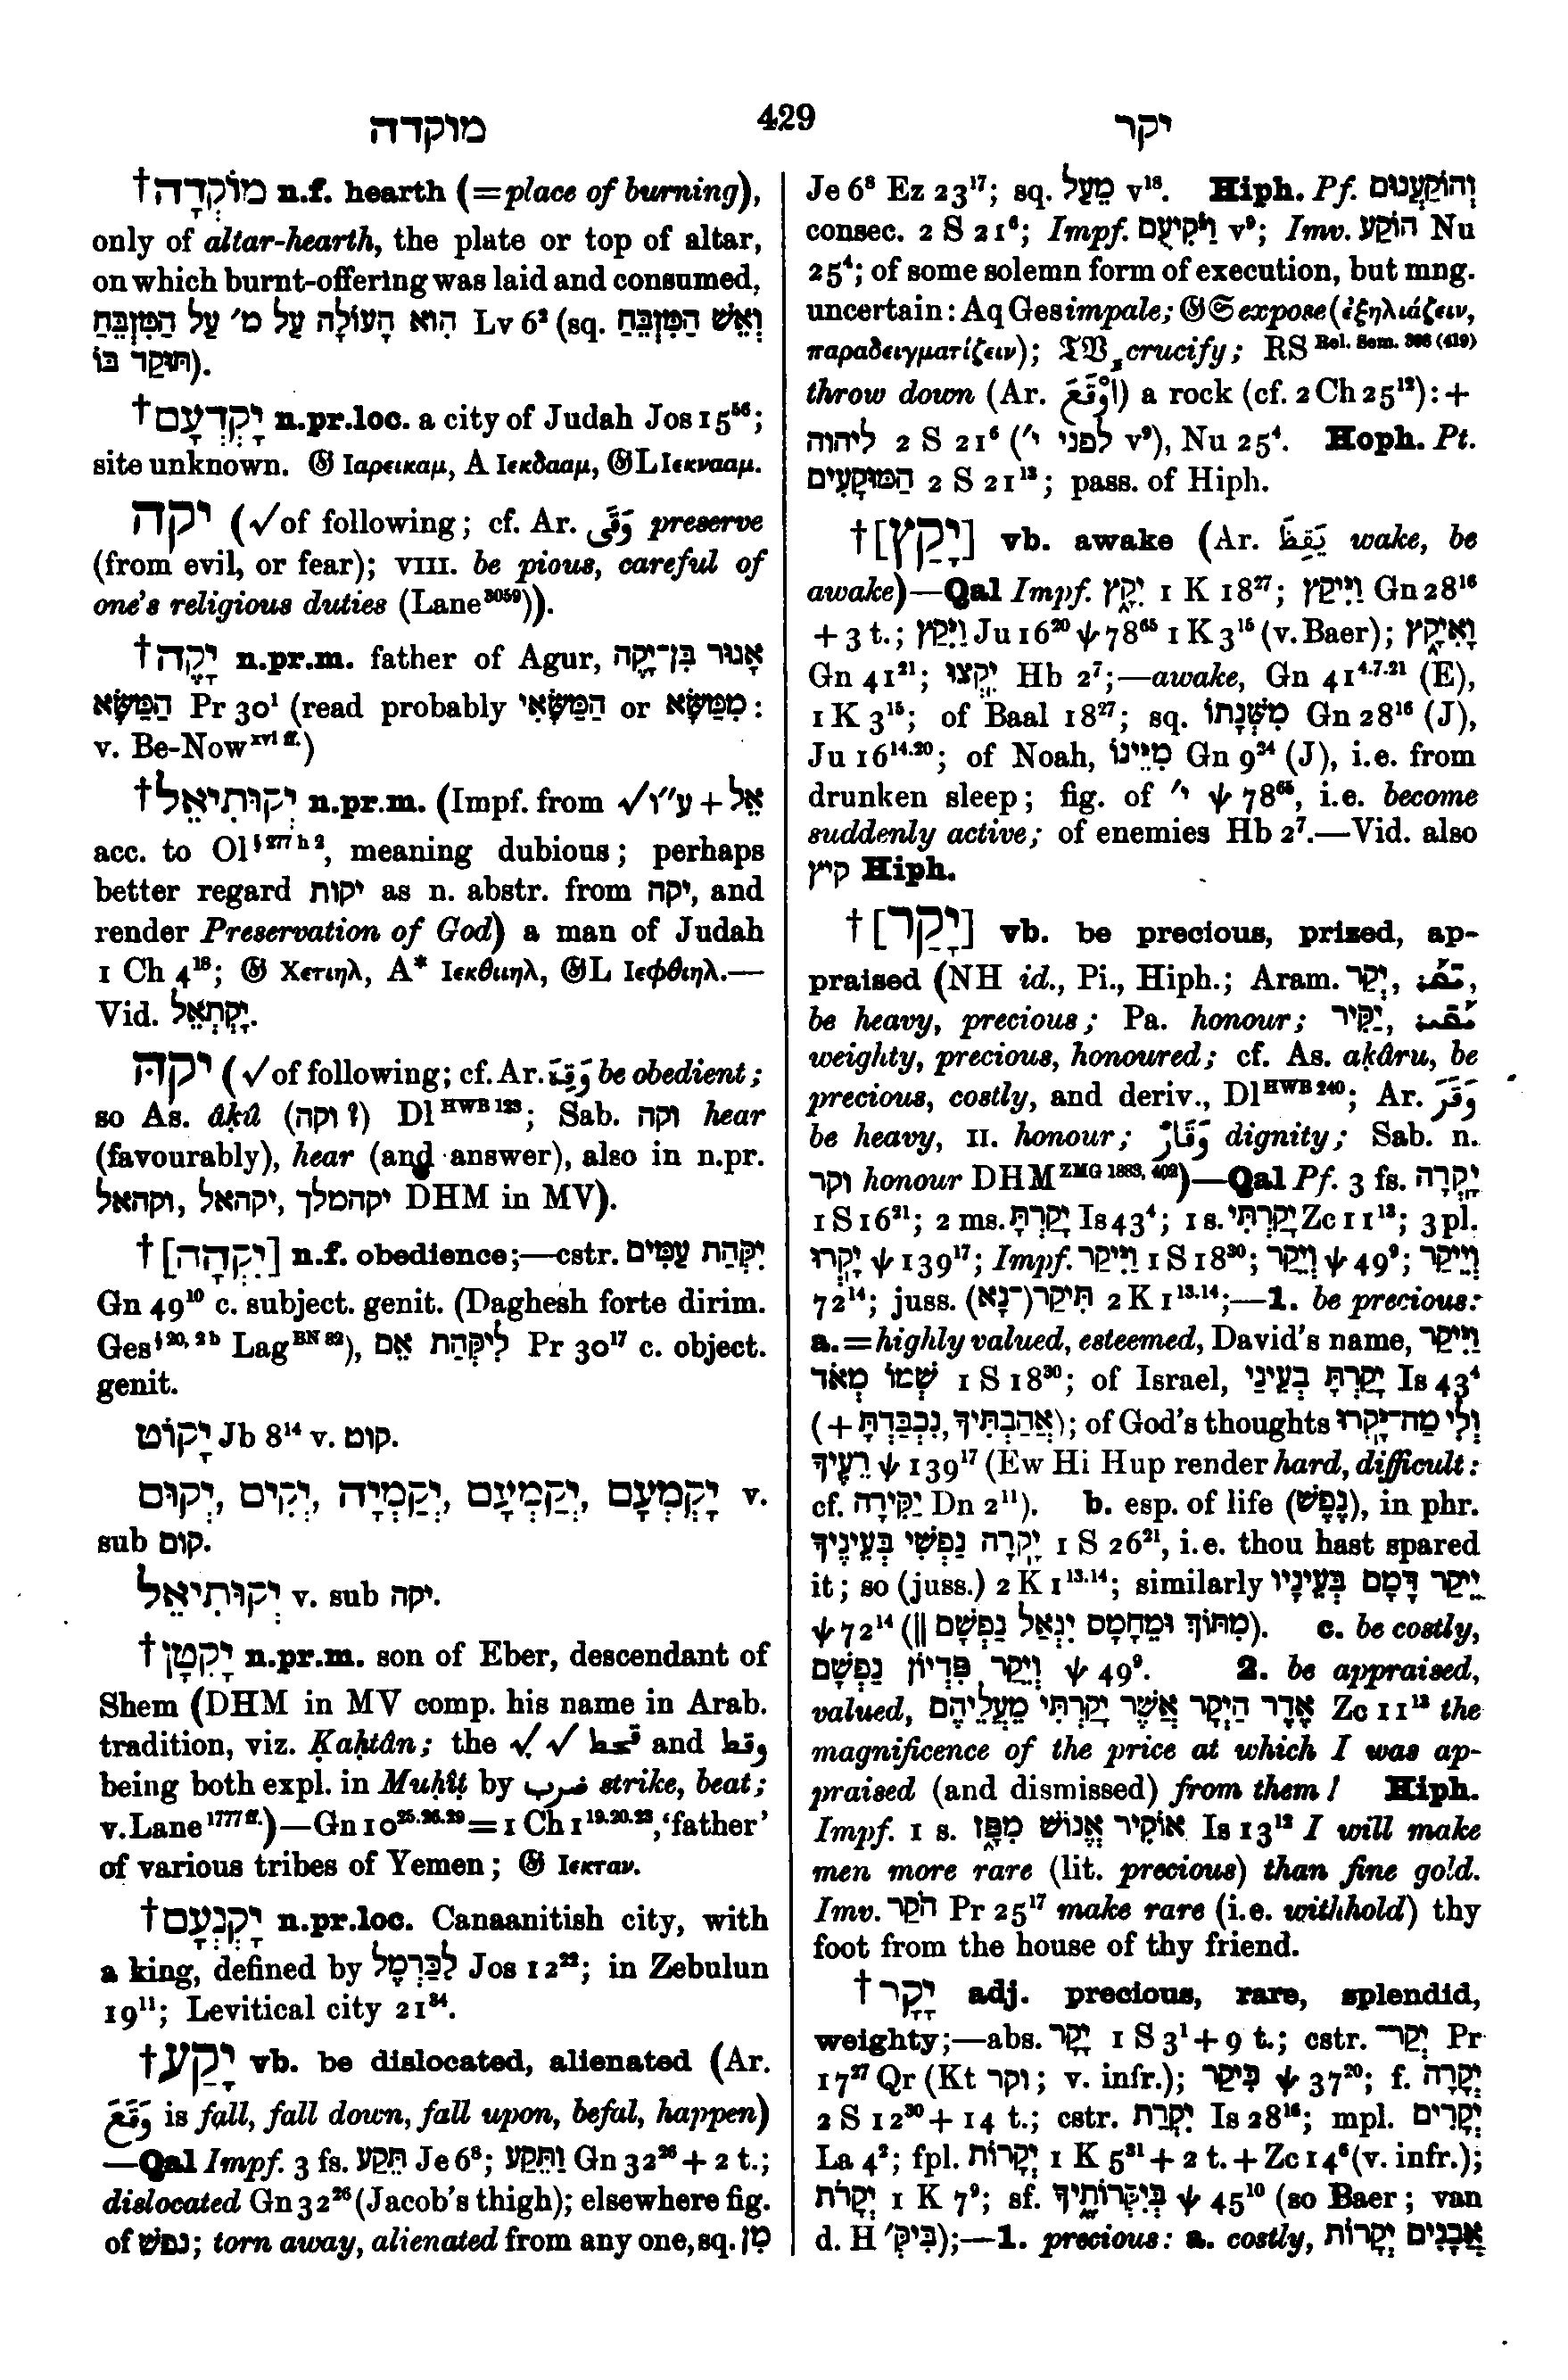 מוקדה 429 יקר
†מוֹקְדָה n.f. hearth (=place of burning),
only of altar-hearth, the plate or top of altar,
on which burnt-offering was laid and consumed,
הִוא הָעוֹלָה עַל מ׳ עַל הַמִּזְבֵּחַ Lv 6² (sq. וְאֵשׁ הַמִּזְבֵּחַ
תּוּקַד בּוֹ).
†יׇקְדְעָם n.pr.loc. a city of Judah Jos 15⁵⁶;
site unknown. 𝔊 Ιαρεικαμ, A Ιεκδααμ, 𝔊L Ιεκνααμ.
יקה (√of following; cf. Ar. وَقَى preserve
(from evil, or fear); VIII. be pious, careful of
one's religious duties (Lane³⁰⁵⁹)).
†יָקֶה n.pr.m. father of Agur, אָגוּר בִּן־יָקֶה
הַמַּשָּׂא Pr 30¹ (read probably הַמַּשָּׂאִי or מִמַּשָּׂא:
v. Be-Now^xvi ff.)
†יְקוּתִיאֵל n.pr.m. (Impf. from √ע״ו + אֵל
acc. to Ol^§ 277 h 2, meaning dubious; perhaps
better regard יקות as n. abstr. from יקה, and
render Preservation of God) a man of Judah
1 Ch 4¹⁸; 𝔊 Χετιηλ, A* Ιεκθιηλ, 𝔊L Ιεφθιηλ.—
Vid. יׇקְתְאֵל.
יקה (√of following; cf. Ar. وَقِهَ be obedient;
so As. âḳû (וקה?) Dl^HWB 123; Sab. וקה hear
(favourably), hear (and answer), also in n.pr.
וקהאל, יקהאל, יקהמלך DHM in MV).
†[יִקְהָה] n.f. obedience;—cstr. יִקְּהַת עַמִּים
Gn 49¹⁰ c. subject. genit. (Daghesh forte dirim.
Ges^§ 20, 2 b Lag^BN 82), לִיקְּהַת אֵם Pr 30¹⁷ c. object.
genit.
יָקוֹט Jb 8¹⁴ v. קוט.
יְקוּם, יְקִים, יְקַמְיָה, יְקַמְעָם, יׇקְמְעָם v.
sub קום.
יְקוּתִיאֵל v. sub יקה.
†יׇקְטָן n.pr.m. son of Eber, descendant of
Shem (DHM in MV comp. his name in Arab.
tradition, viz. Ḳaḥtân; the √√ قحط and وقط
being both expl. in Muḥîṭ by ضرب strike, beat;
v. Lane¹⁷⁷⁷ ff.)—Gn 10²⁵·²⁶·²⁹ = 1 Ch 1¹⁹·²⁰·²³, 'father'
of various tribes of Yemen; 𝔊 Ιεκταν.
†יׇקְנְעָם n.pr.loc. Canaanitish city, with
a king, defined by לַכַּרְמֶל Jos 12²²; in Zebulun
19¹¹; Levitical city 21³⁴.
†יָקַע vb. be dislocated, alienated (Ar.
وَقَعَ is fall, fall down, fall upon, befal, happen)
—Qal Impf. 3 fs. תֵּקַע Je 6⁸; וַתֵּקַע Gn 32²⁶ + 2 t.;
dislocated Gn 32²⁶ (Jacob's thigh); elsewhere fig.
of נפשׁ; torn away, alienated from any one, sq. מִן
Je 6⁸ Ez 23¹⁷; sq. מֵעַל v¹⁸. Hiph. Pf. וְהוֹקַעֲנוּם
consec. 2 S 21⁶; Impf. וַיֹּקִיעֻם v⁹; Imv. הוֹקַע Nu
25⁴; of some solemn form of execution, but mng.
uncertain: Aq Ges impale; 𝔊 𝔖 expose (ἐξηλιάζειν,
παραδειγματίζειν); 𝔗𝔙 crucify; RS^Rel. Sem. 398 (419)
throw down (Ar. اوقع) a rock (cf. 2 Ch 25¹²): +
ליהוה 2 S 21⁶ (לפני י׳ v⁹), Nu 25⁴. Hoph. Pt.
הַמּוּקָעִים 2 S 21¹³; pass. of Hiph.
†[יָקַץ] vb. awake (Ar. يَقِظَ wake, be
awake)—Qal Impf. יִקָץ 1 K 18²⁷; וַיִּיקַץ Gn 28¹⁶
+ 3 t.; וַיִּקַץ Ju 16²⁰ ψ 78⁶⁵ 1 K 3¹⁵ (v. Baer); וָאִיקָץ
Gn 41²¹; יִקְצוּ Hb 2⁷;—awake, Gn 41⁴·⁷·²¹ (E),
1 K 3¹⁵; of Baal 18²⁷; sq. מִשְּׁנָתוֹ Gn 28¹⁶ (J),
Ju 16¹⁴·²⁰; of Noah, מִיֵּינוֹ Gn 9²⁴ (J), i.e. from
drunken sleep; fig. of י׳ ψ 78⁶⁵, i.e. become
suddenly active; of enemies Hb 2⁷.—Vid. also
קיץ Hiph.
†[יָקַר] vb. be precious, prized, ap-
praised (NH id., Pi., Hiph.; Aram. יְקַר, ܝܩܪ,
be heavy, precious; Pa. honour; יַקִּיר, ܝܩܝܪ
weighty, precious, honoured; cf. As. aḳâru, be
precious, costly, and deriv., Dl^HWB 240; Ar. وَقَرَ
be heavy, II. honour; وَقَارٌ dignity; Sab. n.
וקר honour DHM^ZMG 1883, 402)—Qal Pf. 3 fs. יָקְרָה
1 S 16²¹; 2 ms. יָקַרְתָּ Is 43⁴; 1 s. יָקַרְתִּי Zc 11¹³; 3 pl.
יָקְרוּ ψ 139¹⁷; Impf. וַיִּיקַר 1 S 18³⁰; וְיֵקַר ψ 49⁹; וְיֵיקַר
72¹⁴; juss. תִּיקַר(־נָא) 2 K 1¹³·¹⁴;—1. be precious:
a. = highly valued, esteemed, David's name, וַיִּיקַר
שְׁמוֹ מְאֹד 1 S 18³⁰; of Israel, יָקַרְתָּ בְעֵינַי Is 43⁴
(+ נִכְבַּדְתָּ, אֲהַבְתִּיךָ); of God's thoughts וְלִי מַה־יָּקְרוּ
רֵעֶיךָ ψ 139¹⁷ (Ew Hi Hup render hard, difficult:
cf. יַקִּירָה Dn 2¹¹). b. esp. of life (נֶפֶשׁ), in phr.
יָקְרָה נַפְשִׁי בְּעֵינֶיךָ 1 S 26²¹, i.e. thou hast spared
it; so (juss.) 2 K 1¹³·¹⁴; similarly יֵיקַר דָּמָם בְּעֵינָיו
ψ 72¹⁴ (|| מִתּוֹךְ וּמֵחָמָס יִגְאַל נַפְשָׁם). c. be costly,
וְיֵקַר פִּדְיוֹן נַפְשָׁם ψ 49⁹. 2. be appraised,
valued, אֶדֶר הַיְקָר אֲשֶׁר יָקַרְתִּי מֵעֲלֵיהֶם Zc 11¹³ the
magnificence of the price at which I was ap-
praised (and dismissed) from them! Hiph.
Impf. 1 s. אוֹקִיר אֱנוֹשׁ מִפָּז Is 13¹² I will make
men more rare (lit. precious) than fine gold.
Imv. הֹקַר Pr 25¹⁷ make rare (i.e. withhold) thy
foot from the house of thy friend.
†יָקָר adj. precious, rare, splendid,
weighty;—abs. יָקָר 1 S 3¹ + 9 t.; cstr. יְקַר־ Pr
17²⁷ Qr (Kt וקר; v. infr.); כִּיקַר ψ 37²⁰; f. יְקָרָה
2 S 12³⁰ + 14 t.; cstr. יִקְרַת Is 28¹⁶; mpl. יְקָרִים
La 4²; fpl. יְקָרוֹת 1 K 5³¹ + 2 t. + Zc 14⁶ (v. infr.);
יְקָרֹת 1 K 7⁹; sf. בְּיִקְּרוֹתֶיךָ ψ 45¹⁰ (so Baer; van
d. H בִּיקְּ׳);—1. precious: a. costly, אֲבָנִים יְקָרוֹת